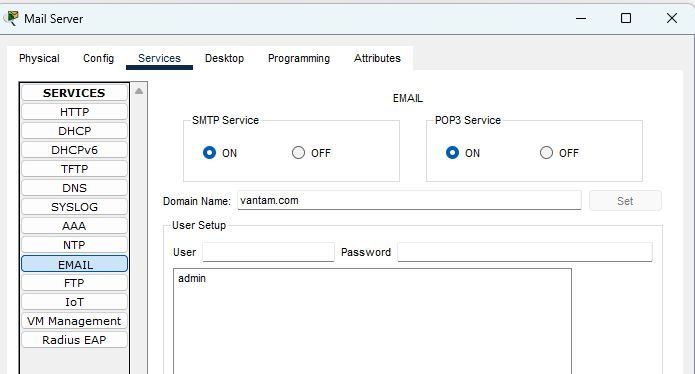 Mail Server
Physical Config Services Desktop Programming Attributes
SERVICES
HTTP
DHCP
DHCPv6
TFTP
DNS
SYSLOG
AAA
NTP
EMAIL
FTP
IoT
VM Management
Radius EAP
EMAIL
SMTP Service
ON OFF
POP3 Service
ON OFF
Domain Name: vantam.com Set
User Setup
User Password
admin